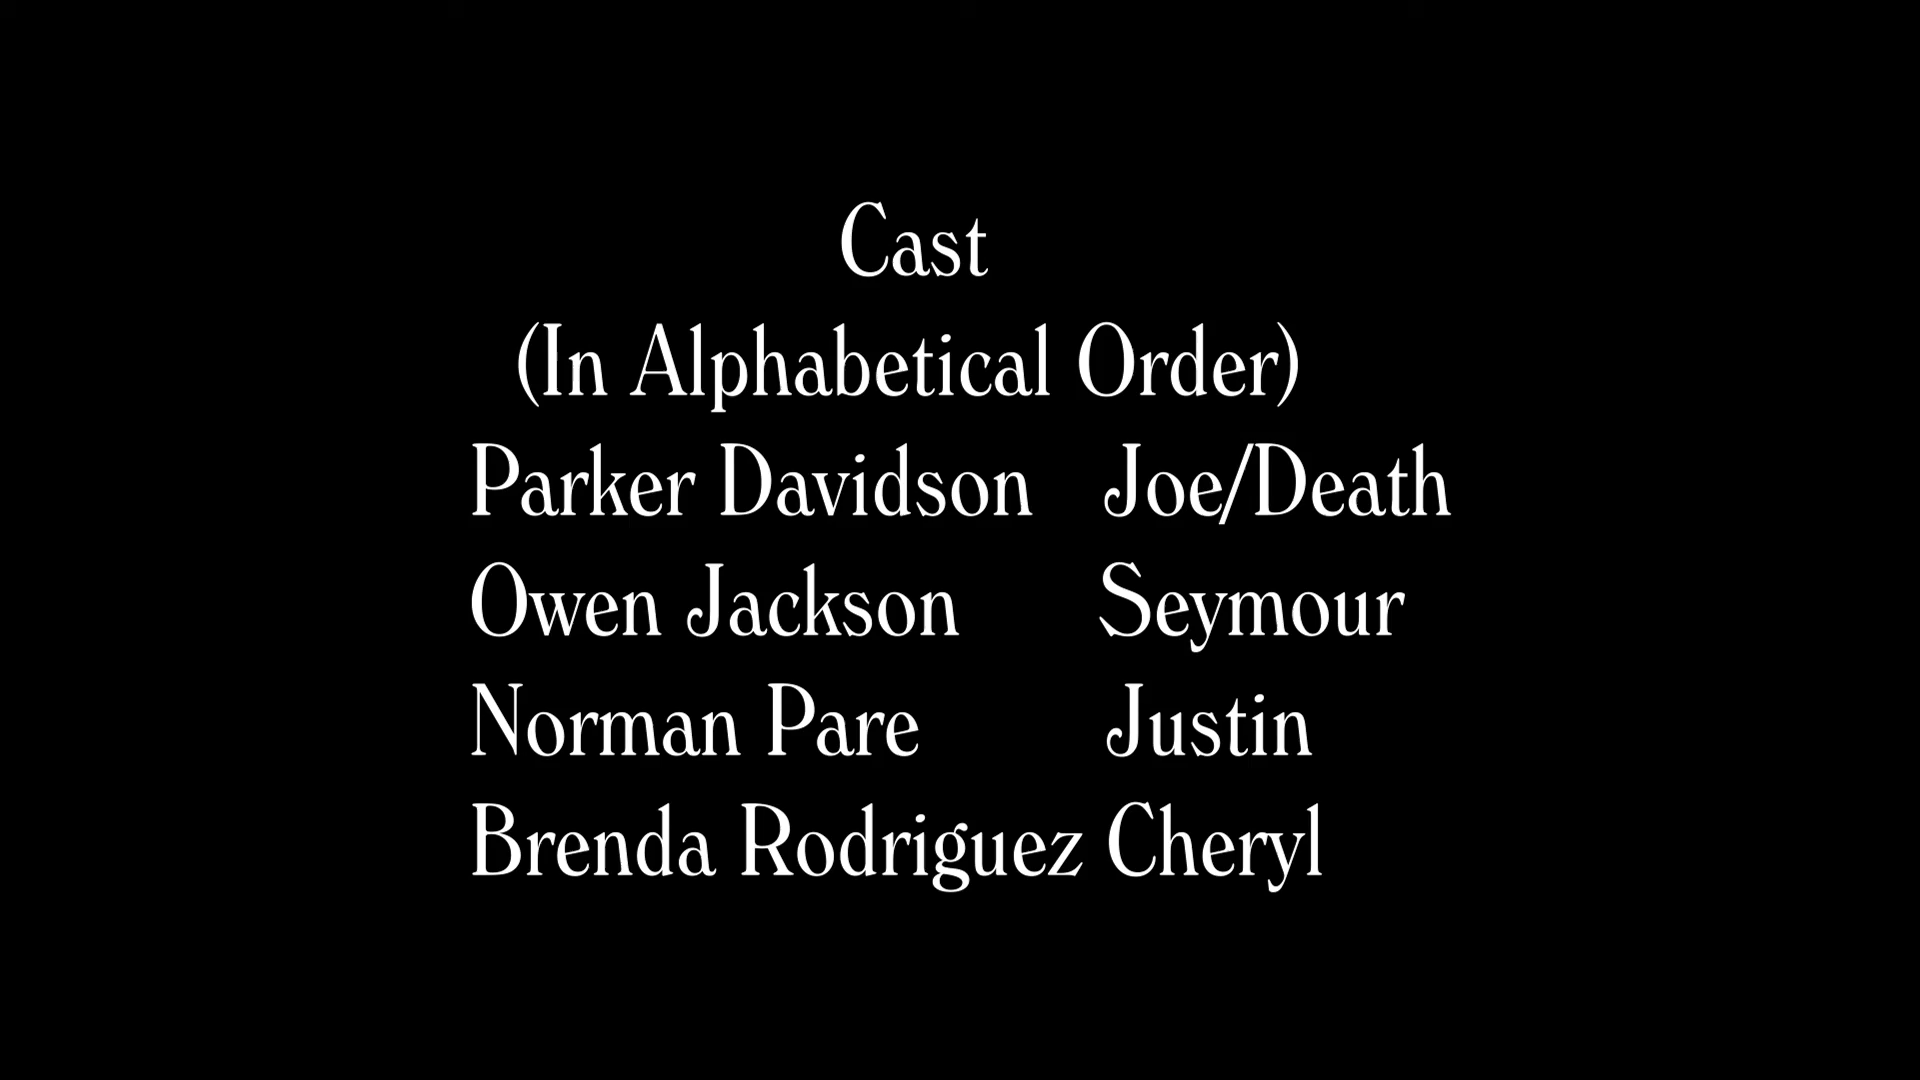 Cast
(In Alphabetical Order)
Parker Davidson Joe/Death
Owen Jackson Seymour
Norman Pare Justin
Brenda Rodriguez Cheryl